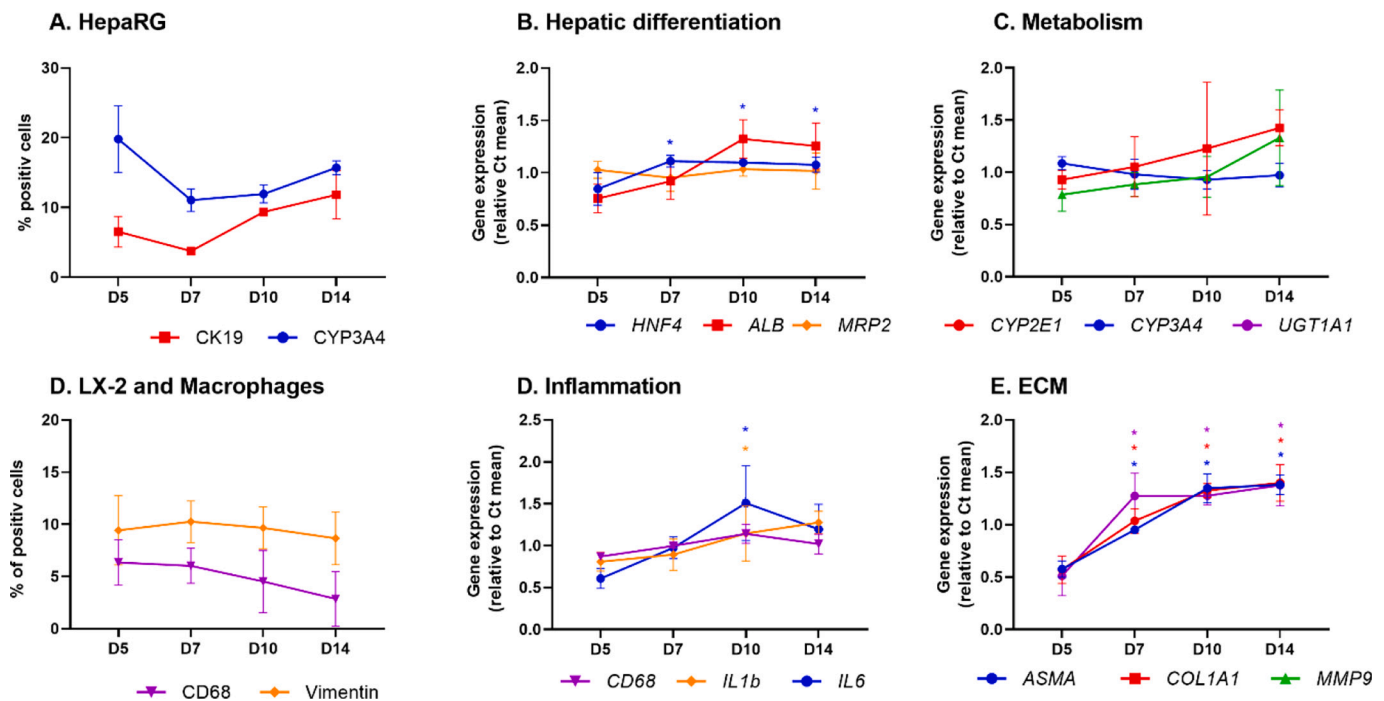 A. HepaRG
% positiv cells
30
20
10
0
D5 D7 D10 D14
CK19 CYP3A4
B. Hepatic differentiation
Gene expression
(relative Ct mean)
2.0
1.5
1.0
0.5
0.0
* * *
D5 D7 D10 D14
HNF4 ALB MRP2
C. Metabolism
Gene expression
(relative to Ct mean)
2.0
1.5
1.0
0.5
0.0
D5 D7 D10 D14
CYP2E1 CYP3A4 UGT1A1
D. LX-2 and Macrophages
% of positiv cells
20
15
10
5
0
D5 D7 D10 D14
CD68 Vimentin
D. Inflammation
Gene expression
(relative to Ct mean)
2.5
2.0
1.5
1.0
0.5
0.0
*
*
D5 D7 D10 D14
CD68 IL1b IL6
E. ECM
Gene expression
(relative to Ct mean)
2.0
1.5
1.0
0.5
0.0
* * *
* * *
* * *
D5 D7 D10 D14
ASMA COL1A1 MMP9